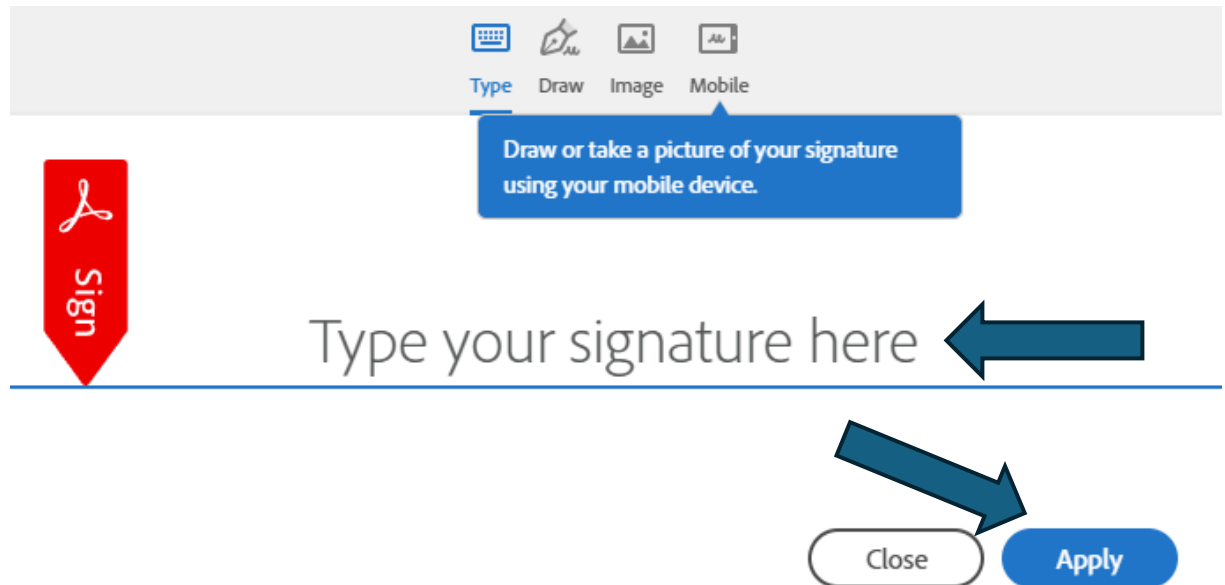 Type Draw Image Mobile
Draw or take a picture of your signature
using your mobile device.
Sign
Type your signature here
Close Apply